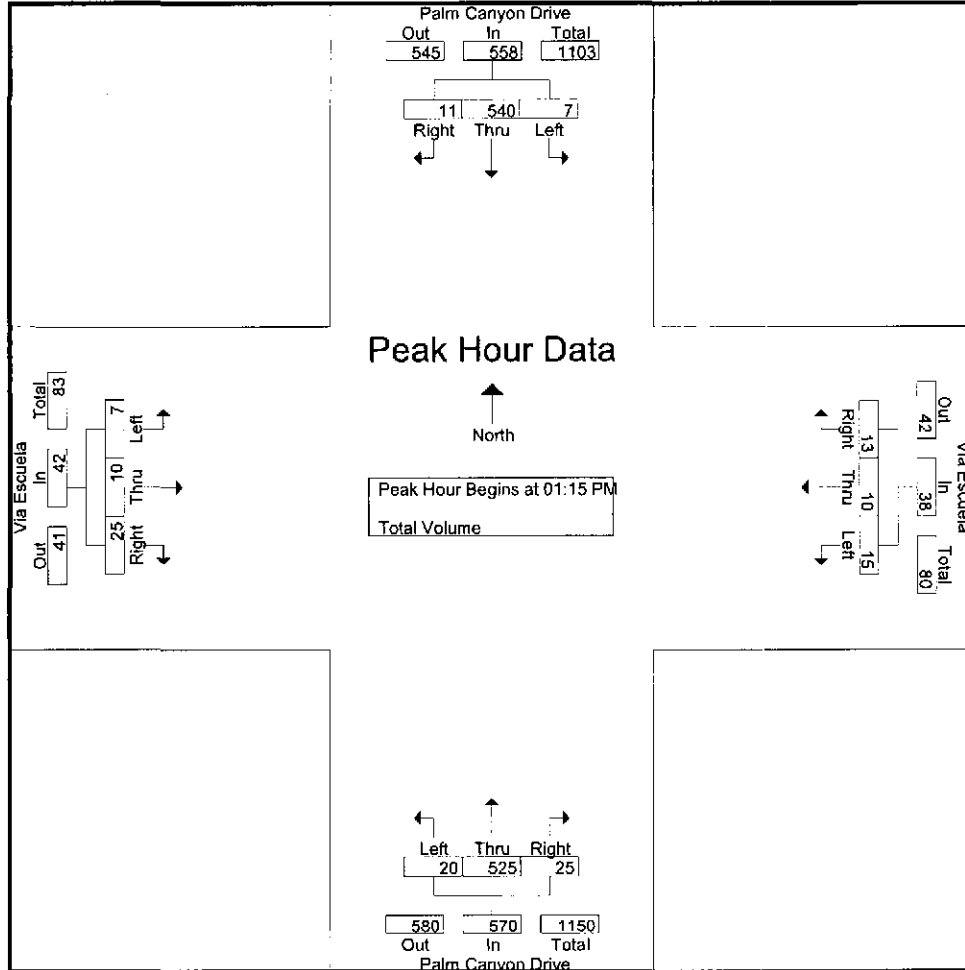 Palm Canyon Drive
Out In Total
545 558 1103
11 540 7
Right Thru Left
Peak Hour Data
North
Peak Hour Begins at 01:15 PM
Total Volume
Via Escuela
Out In Total
41 42 83
7 10 25
Left Thru Right
Via Escuela
Out In Total
42 38 80
Right Thru Left
13 10 15
Left Thru Right
20 525 25
580 570 1150
Out In Total
Palm Canyon Drive